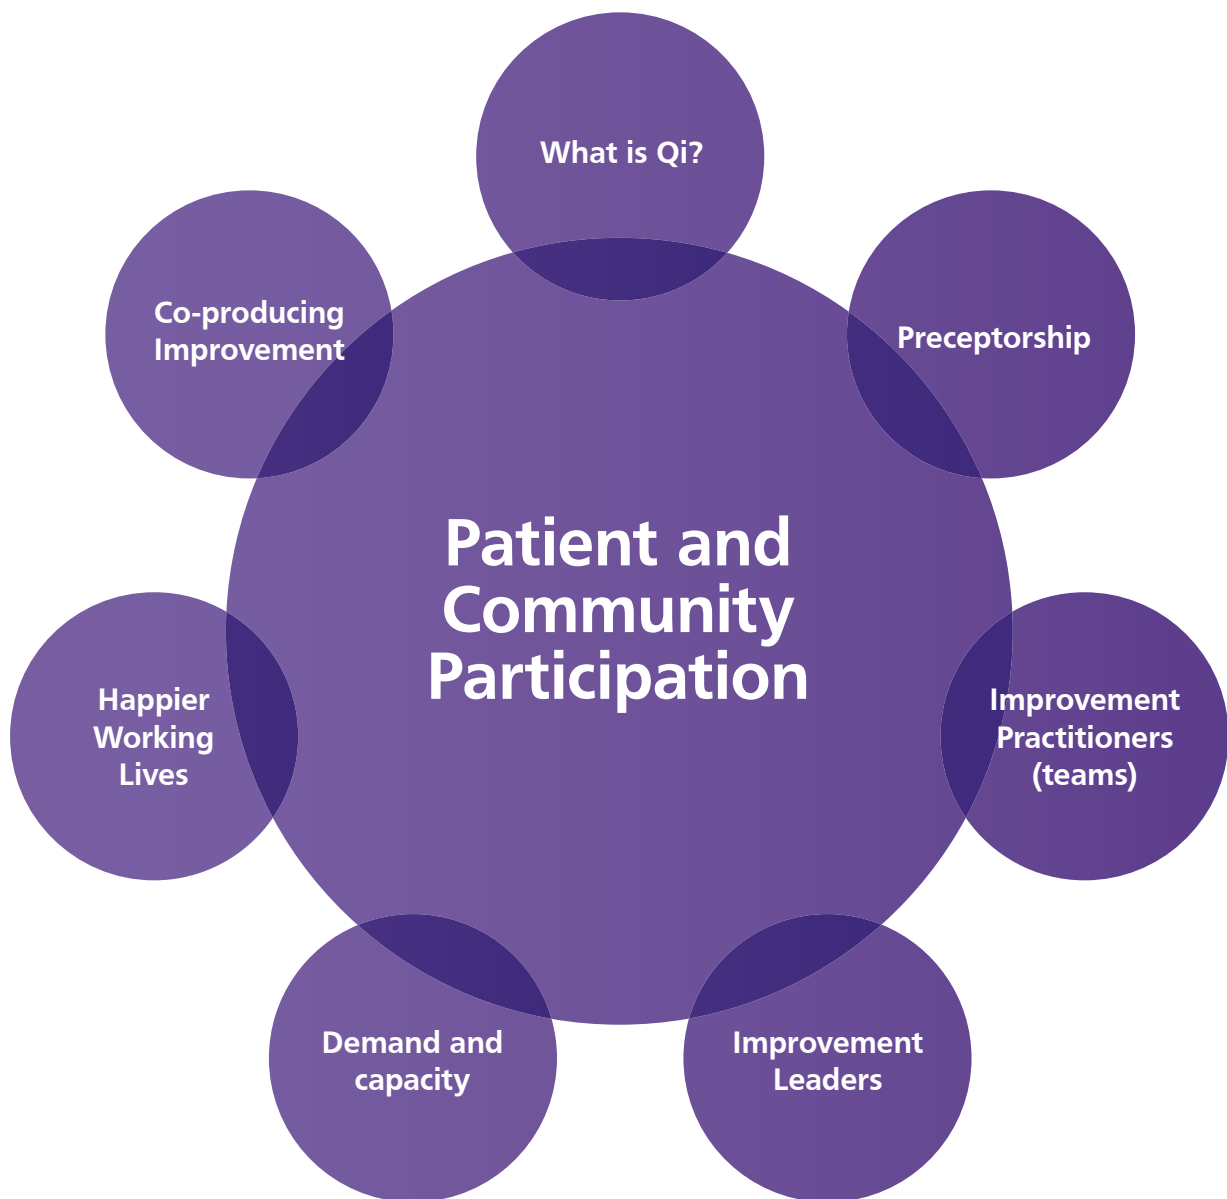 What is Qi?
Co-producing
Improvement
Preceptorship
Patient and
Community
Participation
Happier
Working
Lives
Improvement
Practitioners
(teams)
Demand and
capacity
Improvement
Leaders